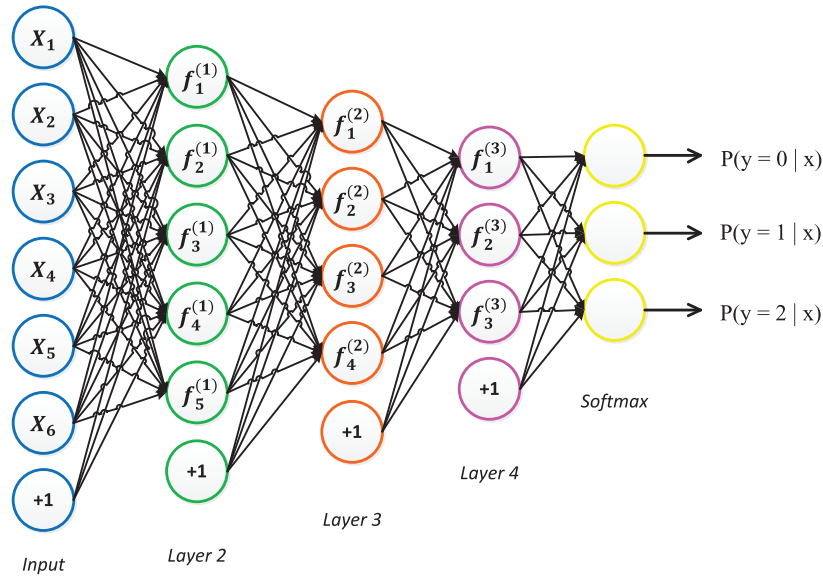 X₁
X₂
X₃
X₄
X₅
X₆
+1
Input
f₁⁽¹⁾
f₂⁽¹⁾
f₃⁽¹⁾
f₄⁽¹⁾
f₅⁽¹⁾
+1
Layer 2
f₁⁽²⁾
f₂⁽²⁾
f₃⁽²⁾
f₄⁽²⁾
+1
Layer 3
f₁⁽³⁾
f₂⁽³⁾
f₃⁽³⁾
+1
Layer 4
Softmax
P(y = 0 | x)
P(y = 1 | x)
P(y = 2 | x)